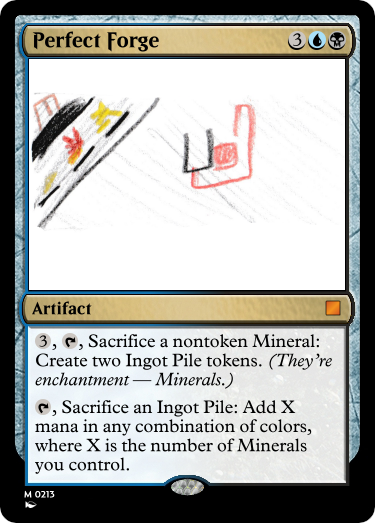 Perfect Forge 3
Artifact
3, , Sacrifice a nontoken Mineral:
Create two Ingot Pile tokens. (They're
enchantment — Minerals.)
, Sacrifice an Ingot Pile: Add X
mana in any combination of colors,
where X is the number of Minerals
you control.
M 0213